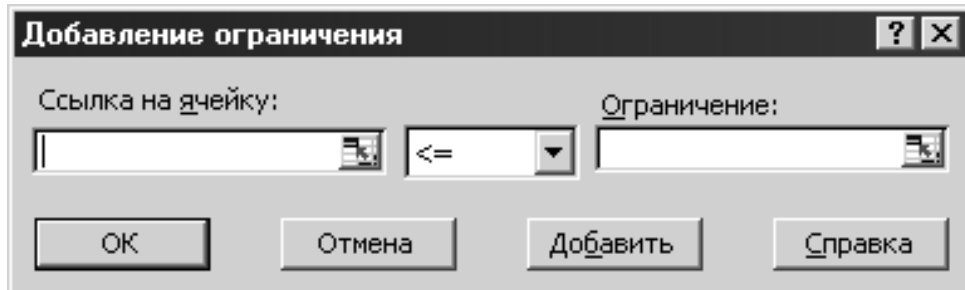 Добавление ограничения
Ссылка на ячейку:
Ограничение:
<=
ОК
Отмена
Добавить
Справка